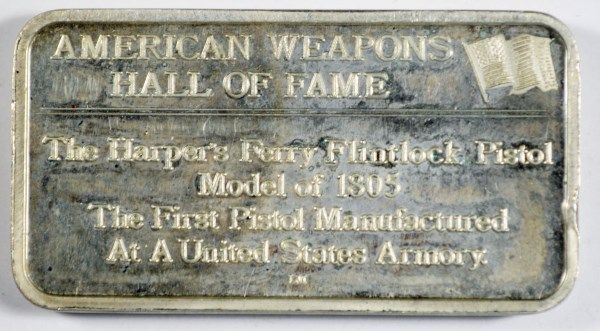 AMERICAN WEAPONS
HALL OF FAME
The Harper's Ferry Flintlock Pistol
Model of 1805
The First Pistol Manufactured
At A United States Armory.